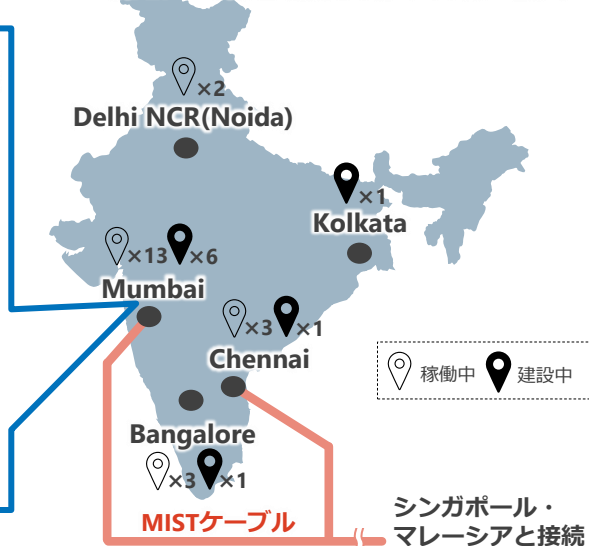 ×2
Delhi NCR(Noida)
×1
Kolkata
×13 ×6
Mumbai
×3 ×1
Chennai
稼働中 建設中
Bangalore
×3 ×1
MISTケーブル
シンガポール・
マレーシアと接続